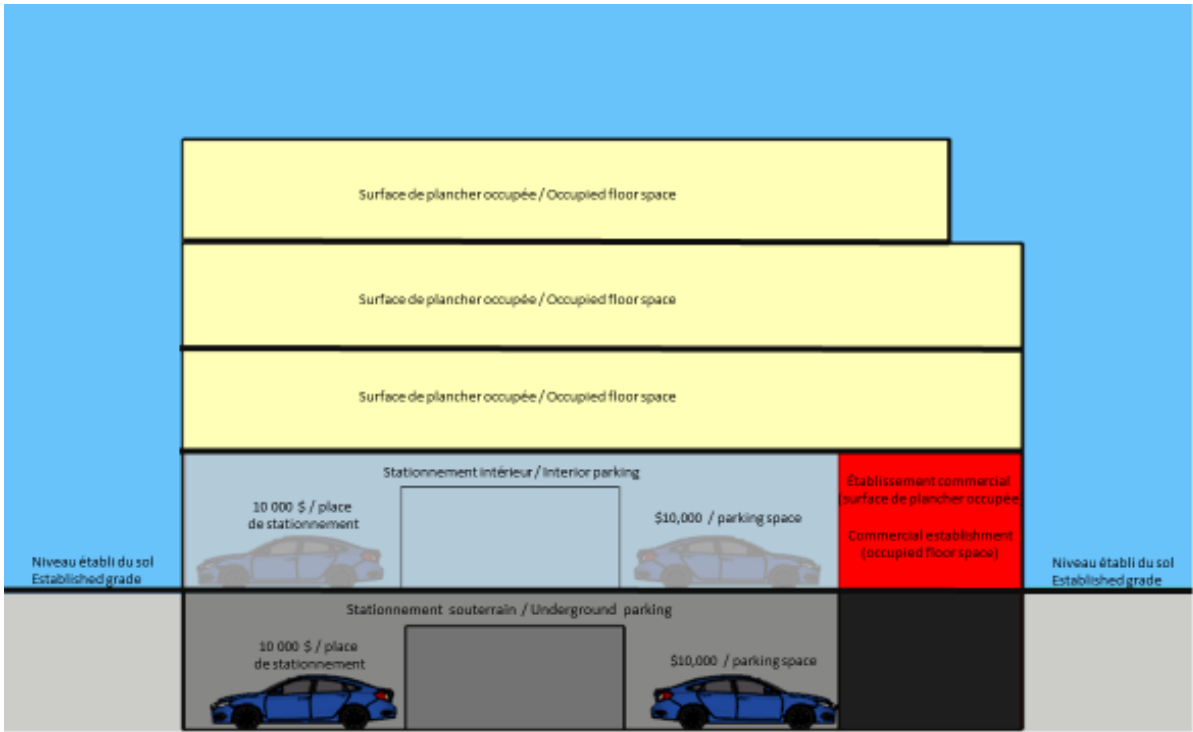 Surface de plancher occupée / Occupied floor space
Surface de plancher occupée / Occupied floor space
Surface de plancher occupée / Occupied floor space
Stationnement intérieur / Interior parking
10 000 $ / place
de stationnement
$10,000 / parking space
Établissement commercial
(surface de plancher occupée)
Commercial establishment
(occupied floor space)
Niveau établi du sol
Established grade
Niveau établi du sol
Established grade
Stationnement souterrain / Underground parking
10 000 $ / place
de stationnement
$10,000 / parking space